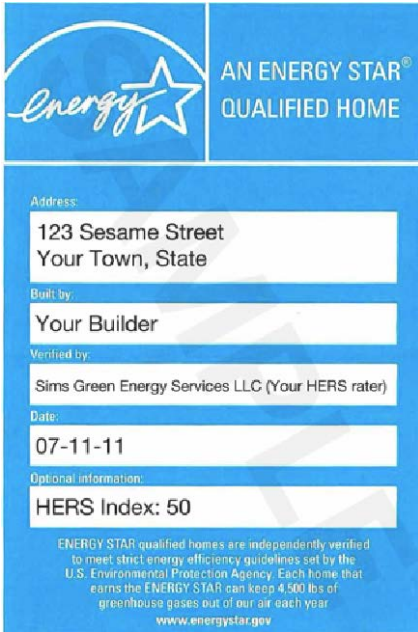 energy
AN ENERGY STAR®
QUALIFIED HOME
Address:
123 Sesame Street
Your Town, State
Built by:
Your Builder
Verified by:
Sims Green Energy Services LLC (Your HERS rater)
Date:
07-11-11
Optional information:
HERS Index: 50
ENERGY STAR qualified homes are independently verified
to meet strict energy efficiency guidelines set by the
U.S. Environmental Protection Agency. Each home that
earns the ENERGY STAR can keep 4,500 lbs of
greenhouse gases out of our air each year
www.energystar.gov
SAMPLE